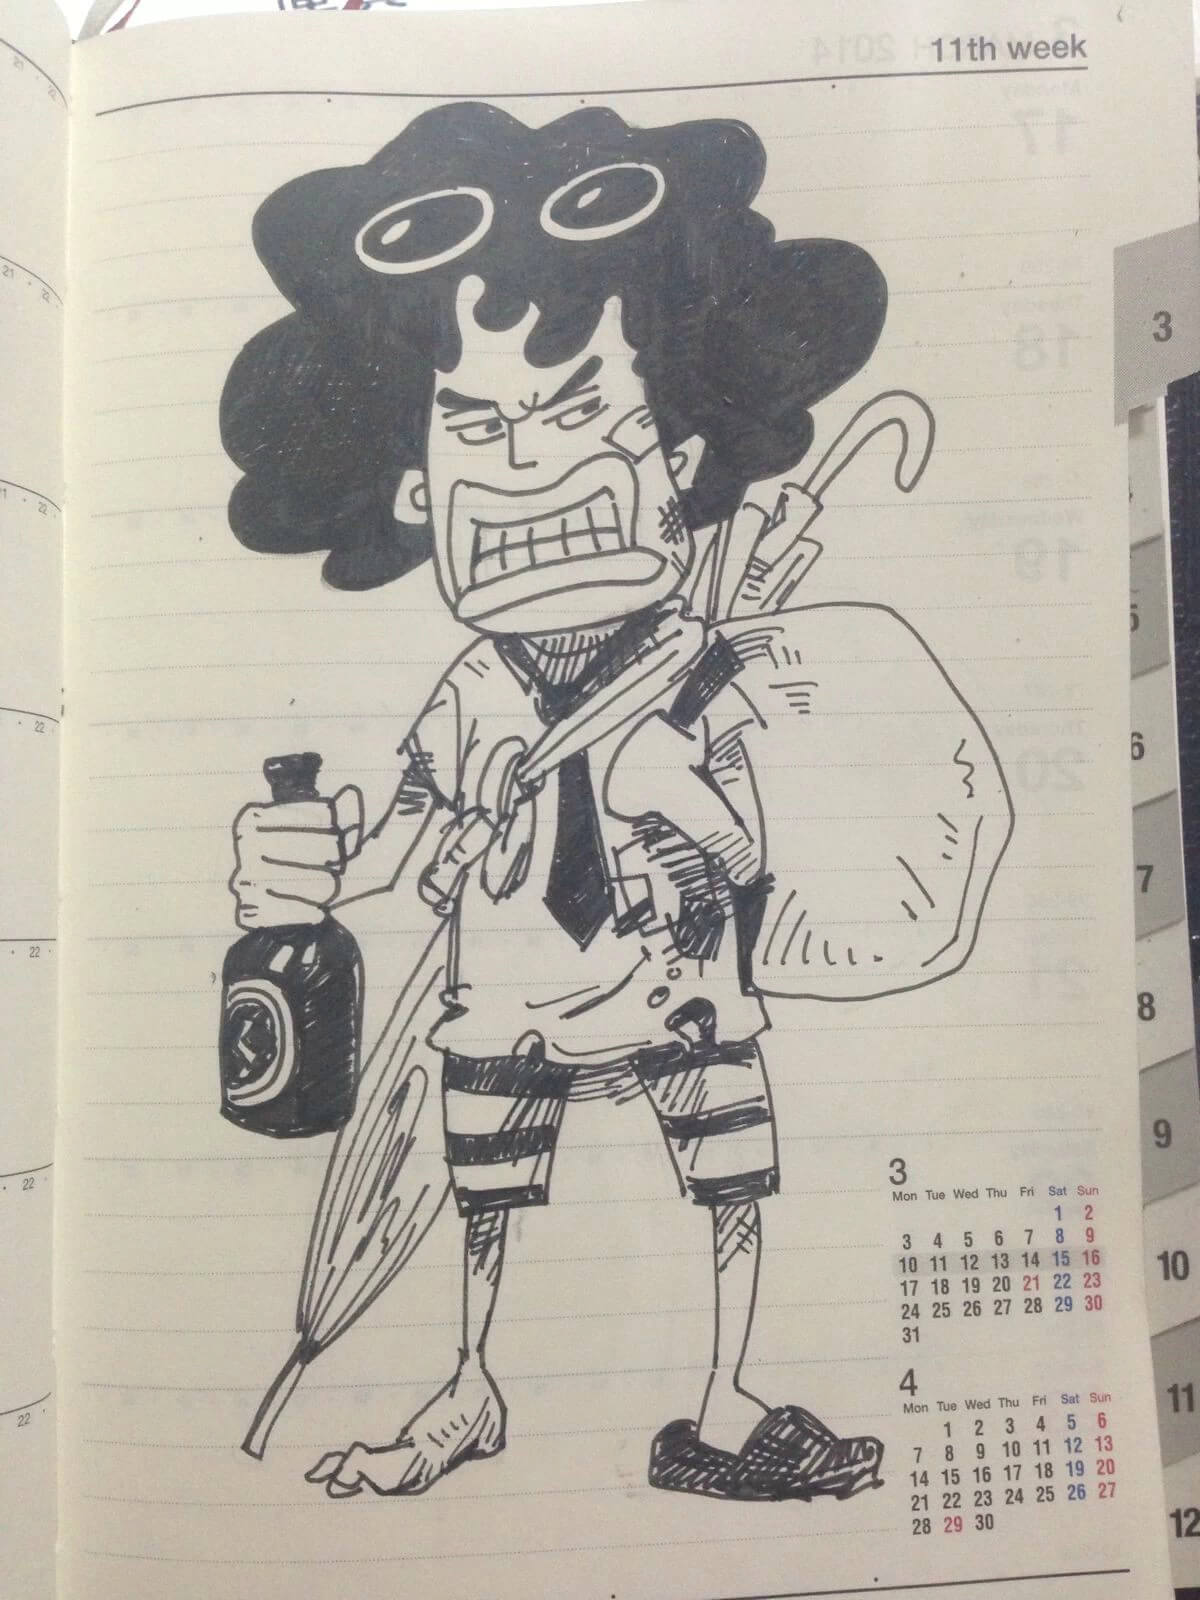 11th week
3
6
7
8
9
10
11
12
3
Mon Tue Wed Thu Fri Sat Sun
1 2
3 4 5 6 7 8 9
10 11 12 13 14 15 16
17 18 19 20 21 22 23
24 25 26 27 28 29 30
31
4
Mon Tue Wed Thu Fri Sat Sun
1 2 3 4 5 6
7 8 9 10 11 12 13
14 15 16 17 18 19 20
21 22 23 24 25 26 27
28 29 30